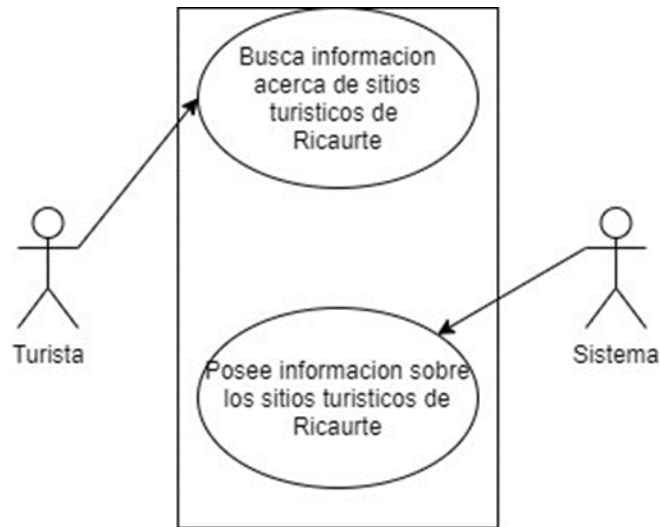 Busca informacion
acerca de sitios
turisticos de
Ricaurte
Turista
Sistema
Posee informacion sobre
los sitios turisticos de
Ricaurte